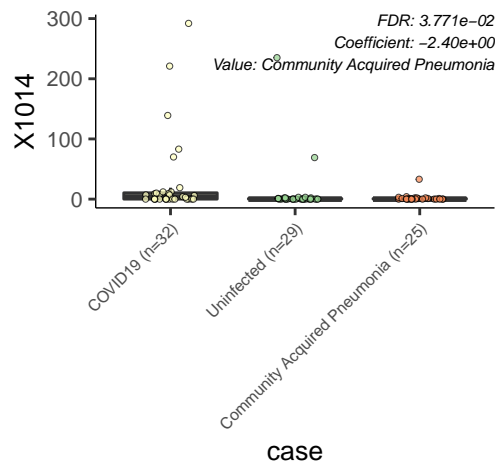 FDR: 3.771e−02
Coefficient: −2.40e+00
Value: Community Acquired Pneumonia
300
200
100
0
X1014
COVID19 (n=32)
Uninfected (n=29)
Community Acquired Pneumonia (n=25)
case